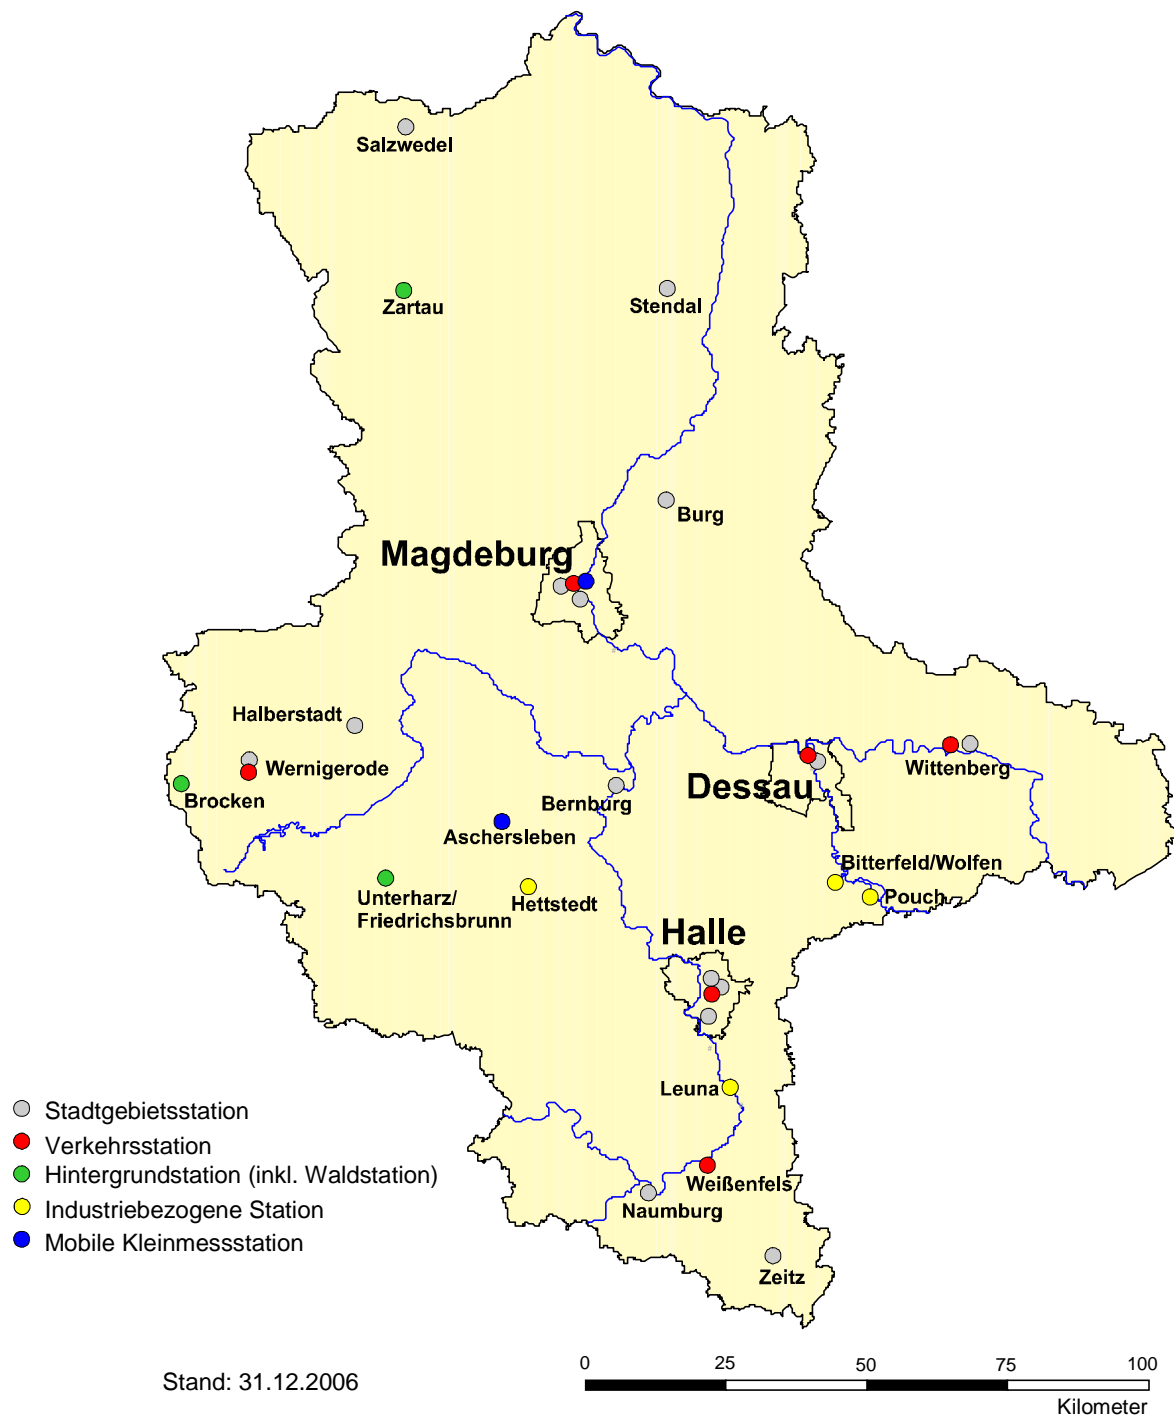 Salzwedel
Zartau
Stendal
Burg
Magdeburg
Halberstadt
Wernigerode
Brocken
Bernburg
Dessau
Wittenberg
Aschersleben
Bitterfeld/Wolfen
Pouch
Unterharz/
Friedrichsbrunn
Hettstedt
Halle
Leuna
Weißenfels
Naumburg
Zeitz
Stadtgebietsstation
Verkehrsstation
Hintergrundstation (inkl. Waldstation)
Industriebezogene Station
Mobile Kleinmessstation
Stand: 31.12.2006
0 25 50 75 100
Kilometer